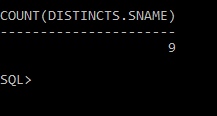 COUNT(DISTINCTS.SNAME)
----------------------
9
SQL>